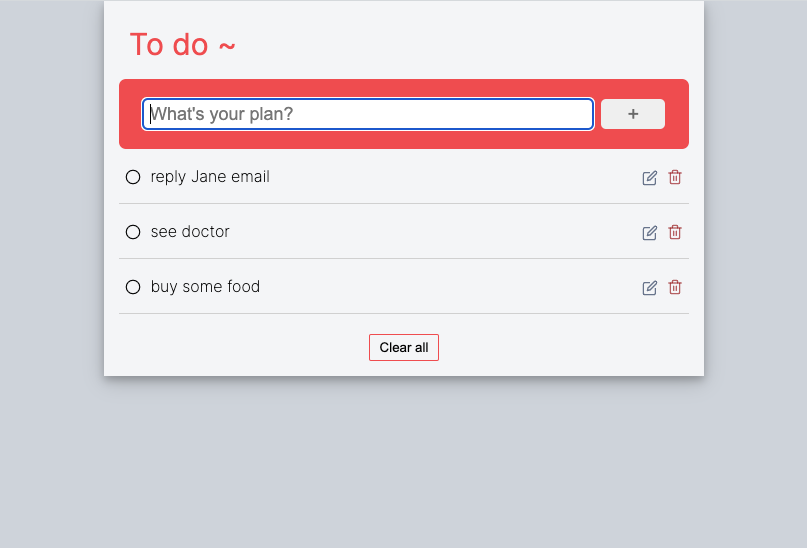 To do ~
What's your plan?
+
reply Jane email
see doctor
buy some food
Clear all